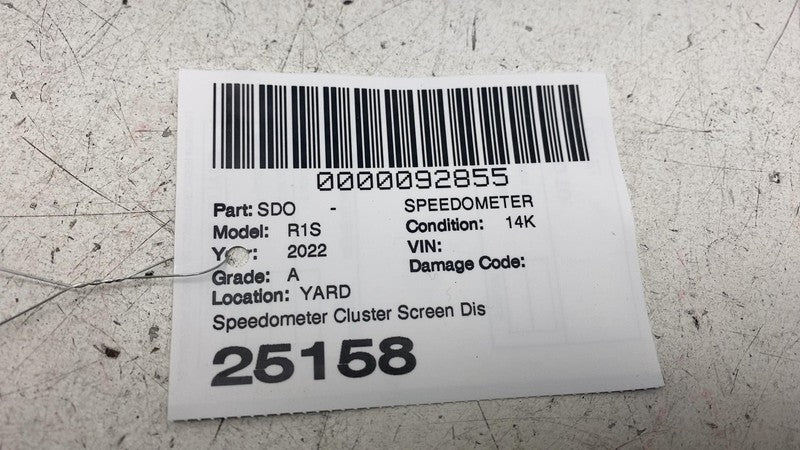 0000092855
Part: SDO - SPEEDOMETER
Model: R1S Condition: 14K
2022 VIN:
Grade: A Damage Code:
Location: YARD
Speedometer Cluster Screen Dis
25158